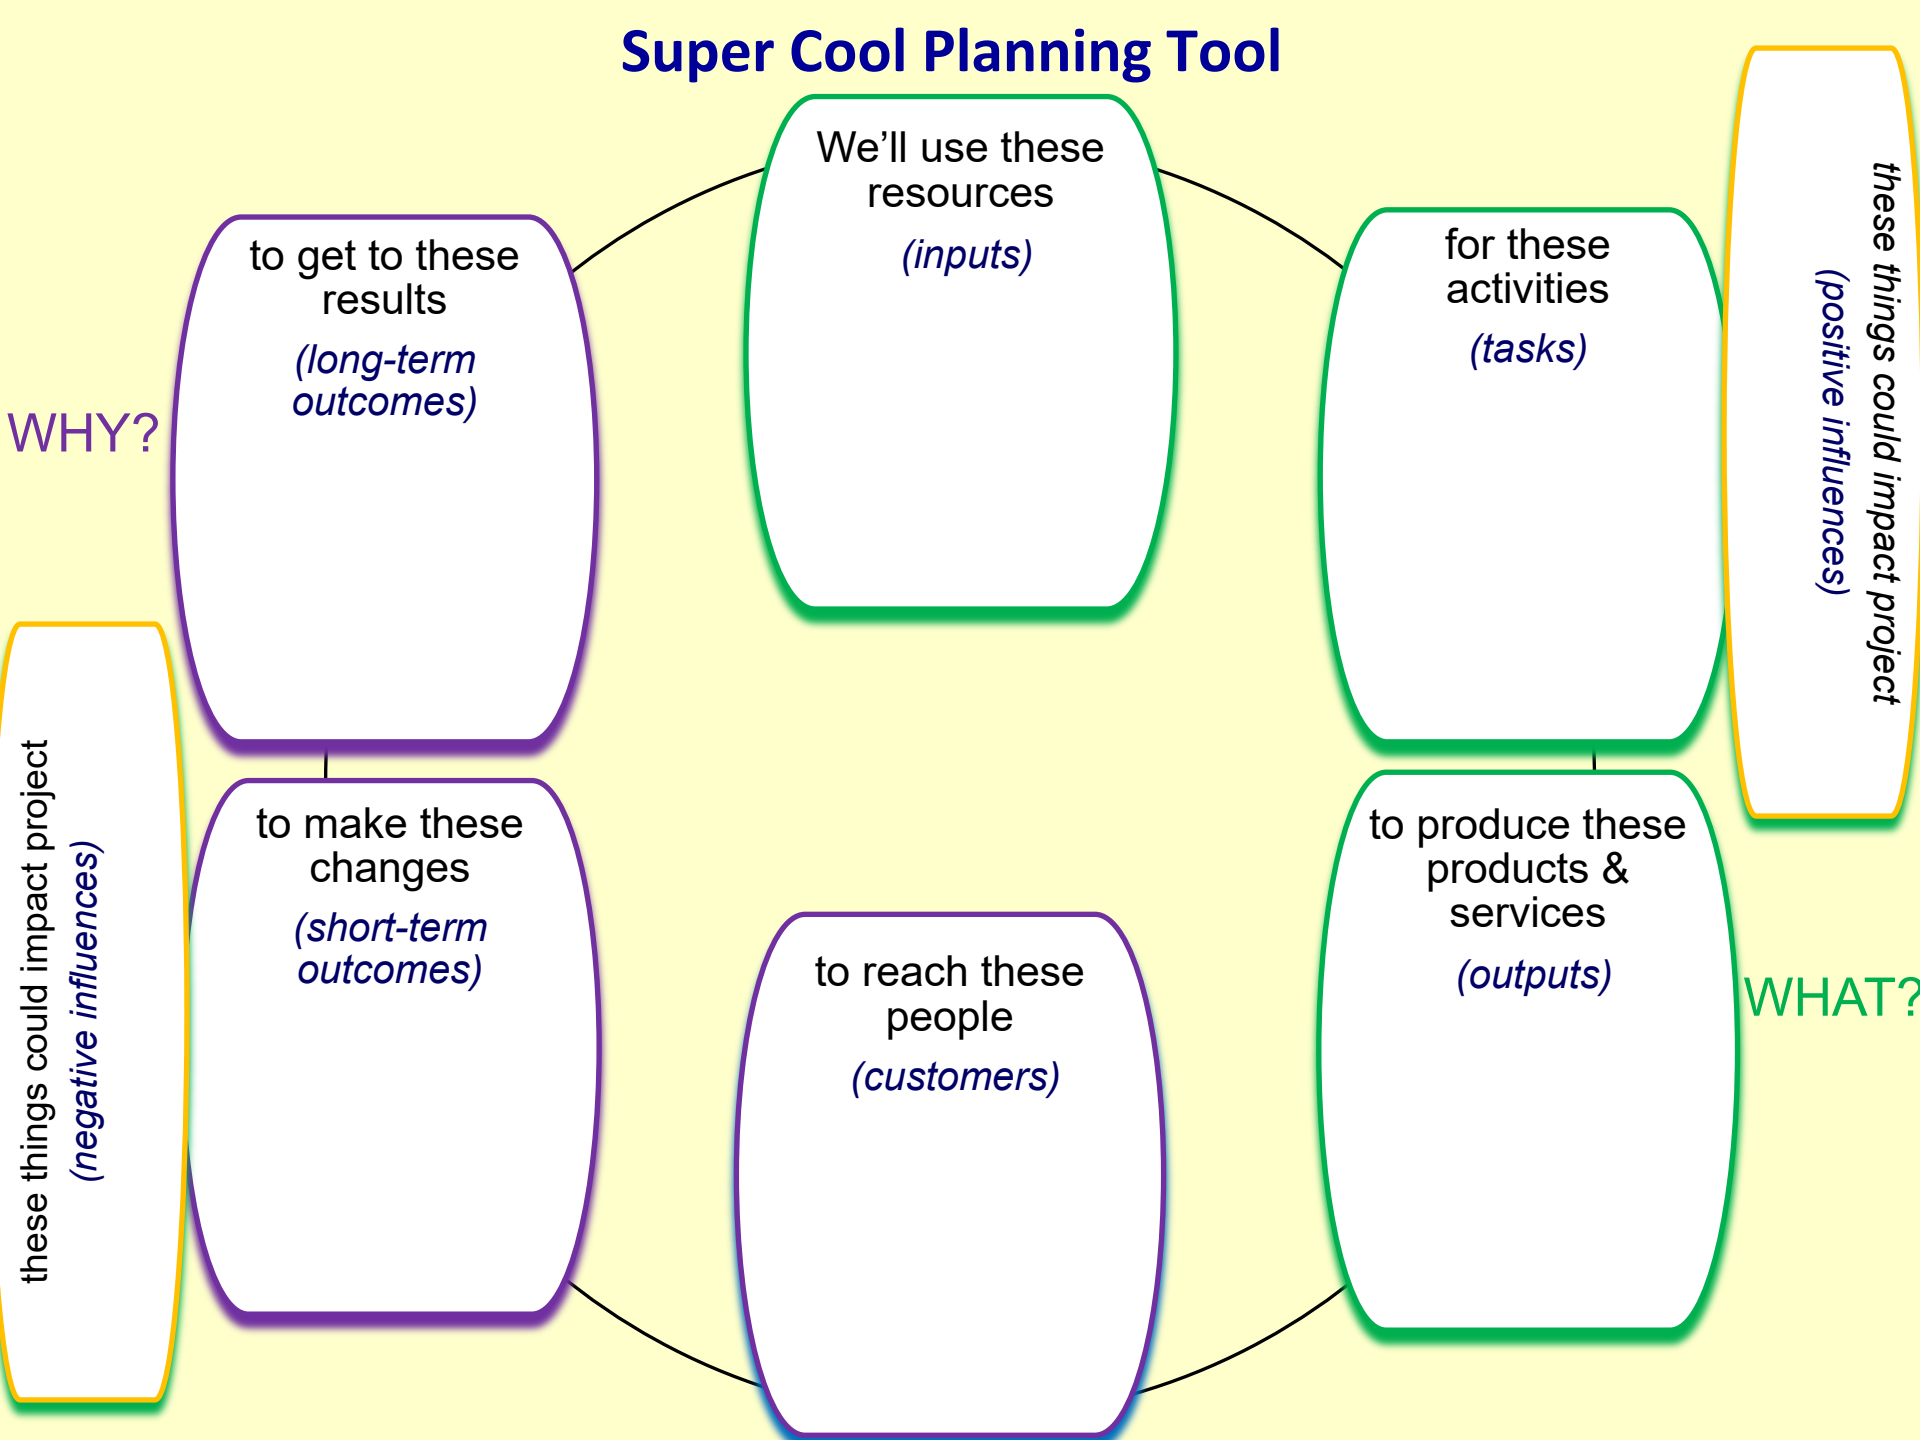 Super Cool Planning Tool
We’ll use these
resources
(inputs)
for these
activities
(tasks)
these things could impact project
(positive influences)
to produce these
products &
services
(outputs)
WHAT?
to reach these
people
(customers)
to make these
changes
(short-term
outcomes)
these things could impact project
(negative influences)
to get to these
results
(long-term
outcomes)
WHY?